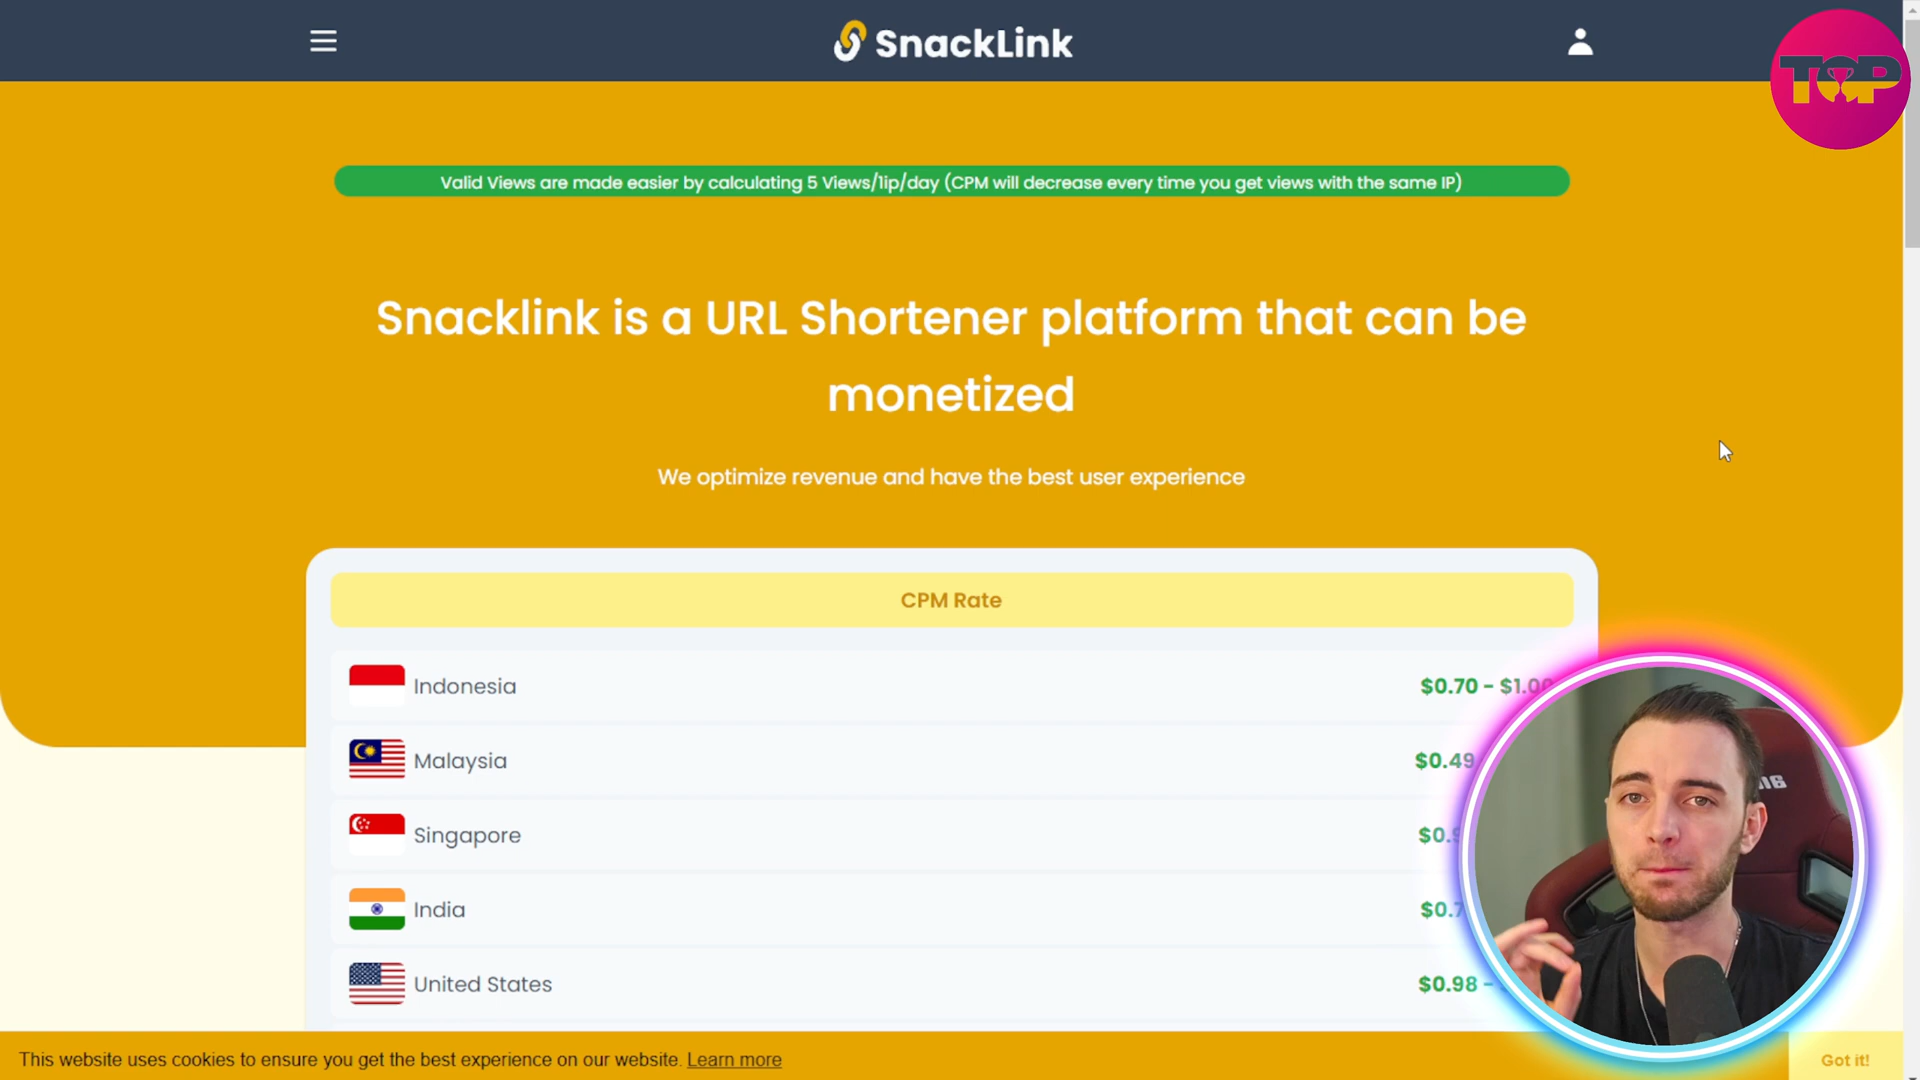 SnackLink
TOP
Valid Views are made easier by calculating 5 Views/1ip/day (CPM will decrease every time you get views with the same IP)
Snacklink is a URL Shortener platform that can be
monetized
We optimize revenue and have the best user experience
CPM Rate
Indonesia $0.70 - $1.00
Malaysia $0.49
Singapore
India
United States $0.98 -
This website uses cookies to ensure you get the best experience on our website. Learn more
Got it!